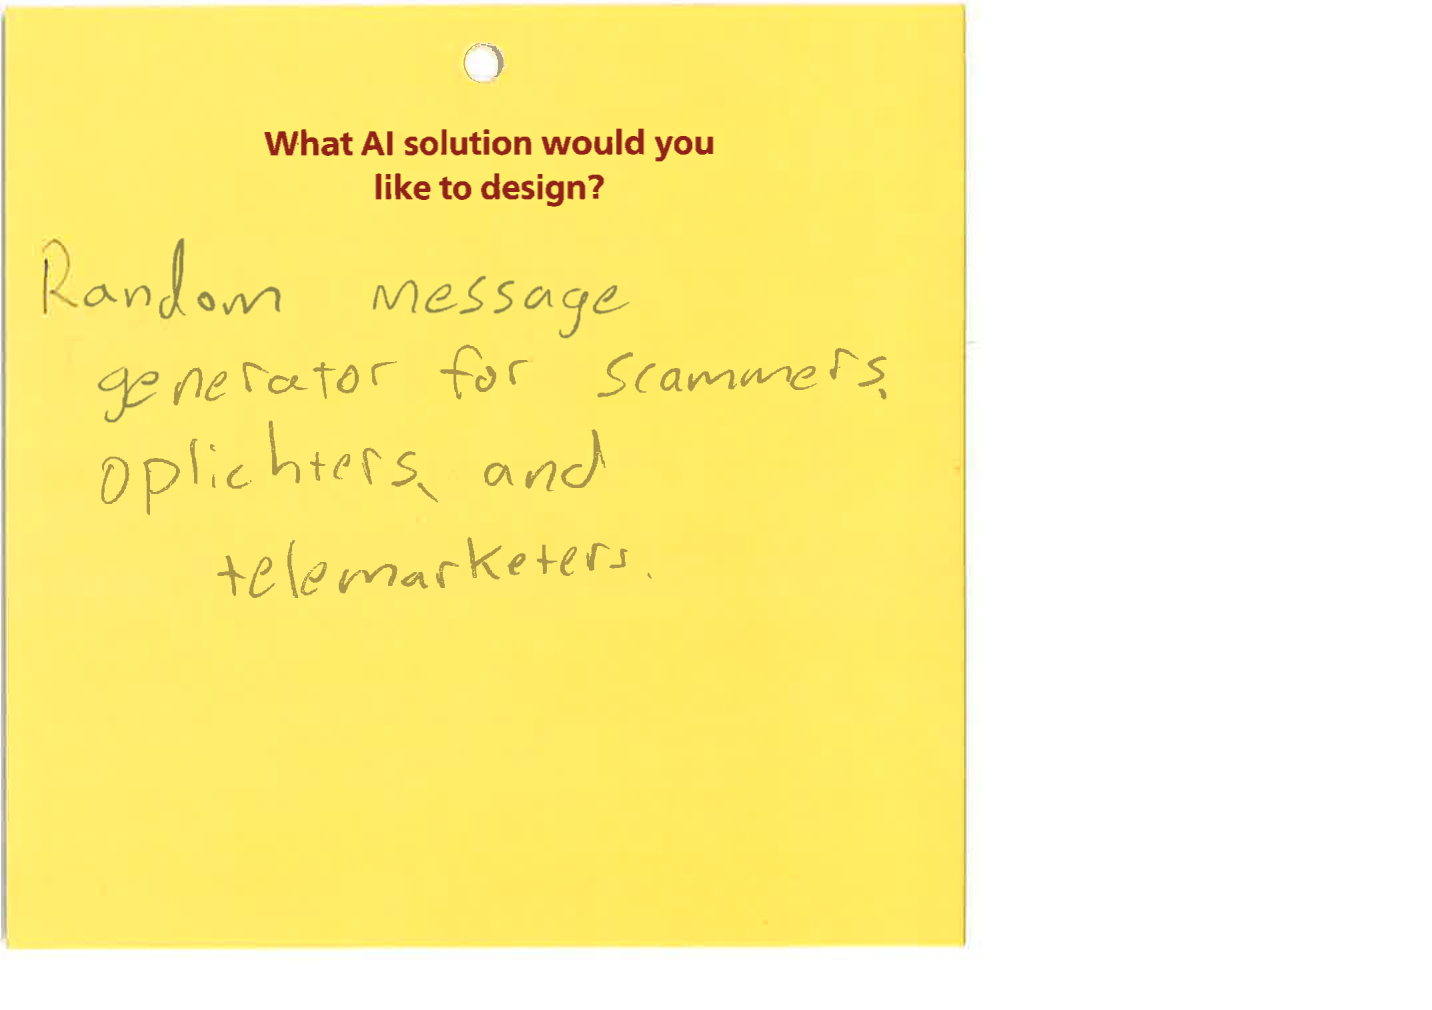 What AI solution would you
like to design?
Random message
generator for scammers,
oplichters, and
telemarketers.